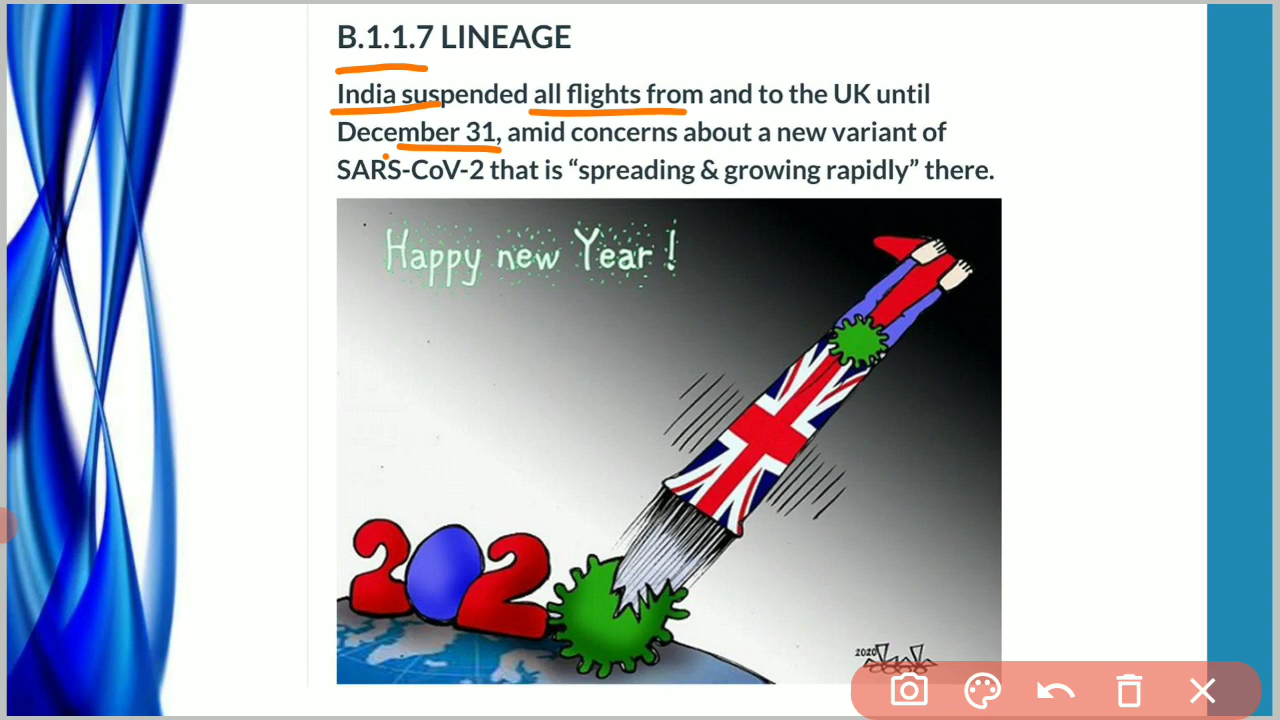 B.1.1.7 LINEAGE
India suspended all flights from and to the UK until
December 31, amid concerns about a new variant of
SARS-CoV-2 that is “spreading & growing rapidly” there.
Happy new Year !
202
2020